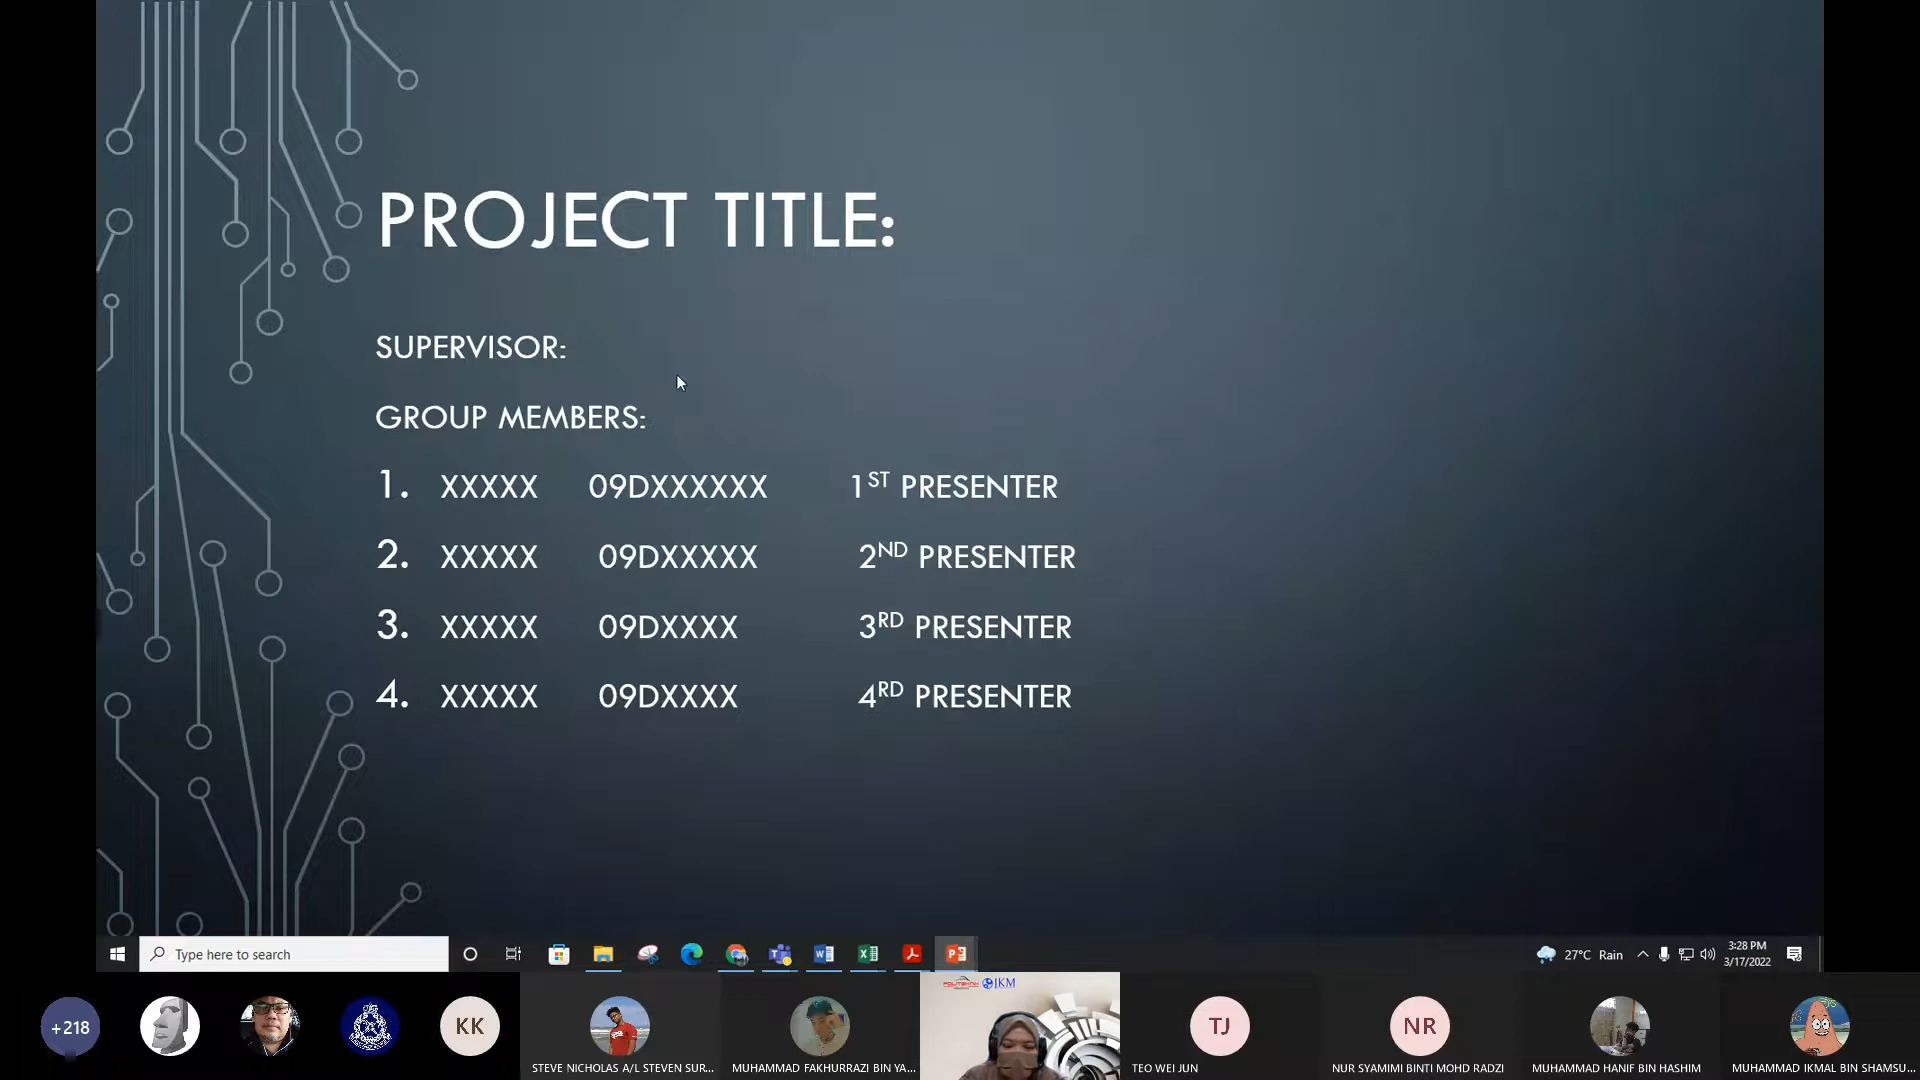 PROJECT TITLE:
SUPERVISOR:
GROUP MEMBERS:
1. XXXXX 09DXXXXXX 1ST PRESENTER
2. XXXXX 09DXXXXX 2ND PRESENTER
3. XXXXX 09DXXXX 3RD PRESENTER
4. XXXXX 09DXXXX 4RD PRESENTER
Type here to search
27°C Rain
3:28 PM
3/17/2022
+218
KK
POLITEKNIK JKM
TJ
NR
STEVE NICHOLAS A/L STEVEN SUR...
MUHAMMAD FAKHURRAZI BIN YA...
TEO WEI JUN
NUR SYAMIMI BINTI MOHD RADZI
MUHAMMAD HANIF BIN HASHIM
MUHAMMAD IKMAL BIN SHAMSU...